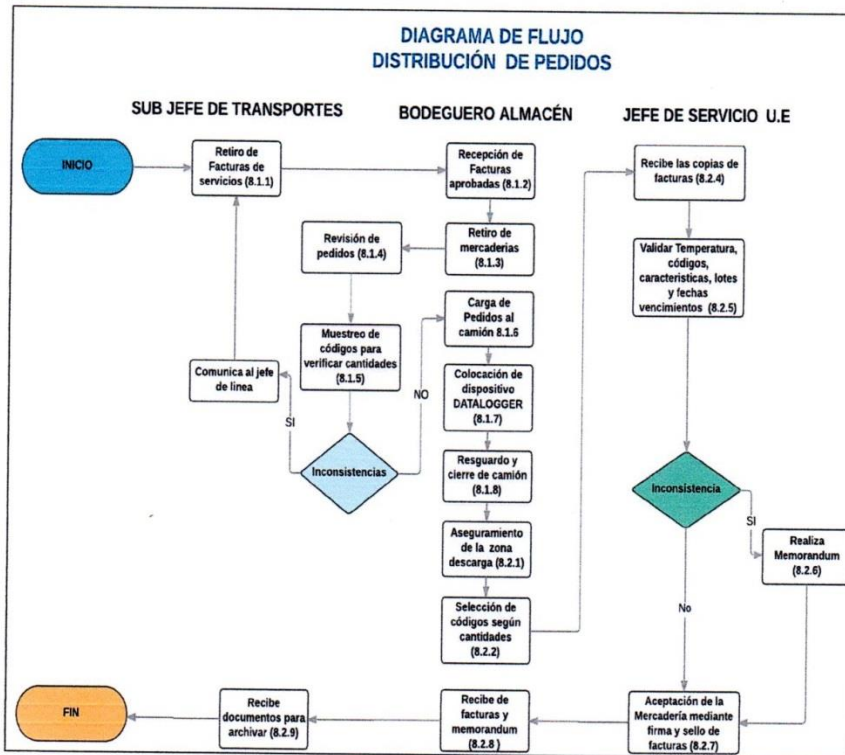 DIAGRAMA DE FLUJO
DISTRIBUCIÓN DE PEDIDOS
SUB JEFE DE TRANSPORTES
BODEGUERO ALMACÉN
JEFE DE SERVICIO U.E
INICIO
Retiro de
Facturas de
servicios (8.1.1)
Recepción de
Facturas
aprobadas (8.1.2)
Recibe las copias de
facturas (8.2.4)
Revisión de
pedidos (8.1.4)
Retiro de
mercaderías
(8.1.3)
Validar Temperatura,
códigos,
caracteristicas, lotes
y fechas
vencimientos (8.2.5)
Carga de
Pedidos al
camión 8.1.6
Muestreo de
códigos para
verificar cantidades
(8.1.5)
Comunica al jefe
de linea
NO
Colocación de
dispositivo
DATALOGGER
(8.1.7)
SI
Inconsistencias
Resguardo y
cierre de camión
(8.1.8)
Inconsistencia
SI
Aseguramiento
de la zona
descarga (8.2.1)
Realiza
Memorandum
(8.2.6)
Selección de
códigos según
cantidades
(8.2.2)
No
FIN
Recibe
documentos para
archivar (8.2.9)
Recibe de
facturas y
memorandum
(8.2.8 )
Aceptación de la
Mercadería mediante
firma y sello de
facturas (8.2.7)